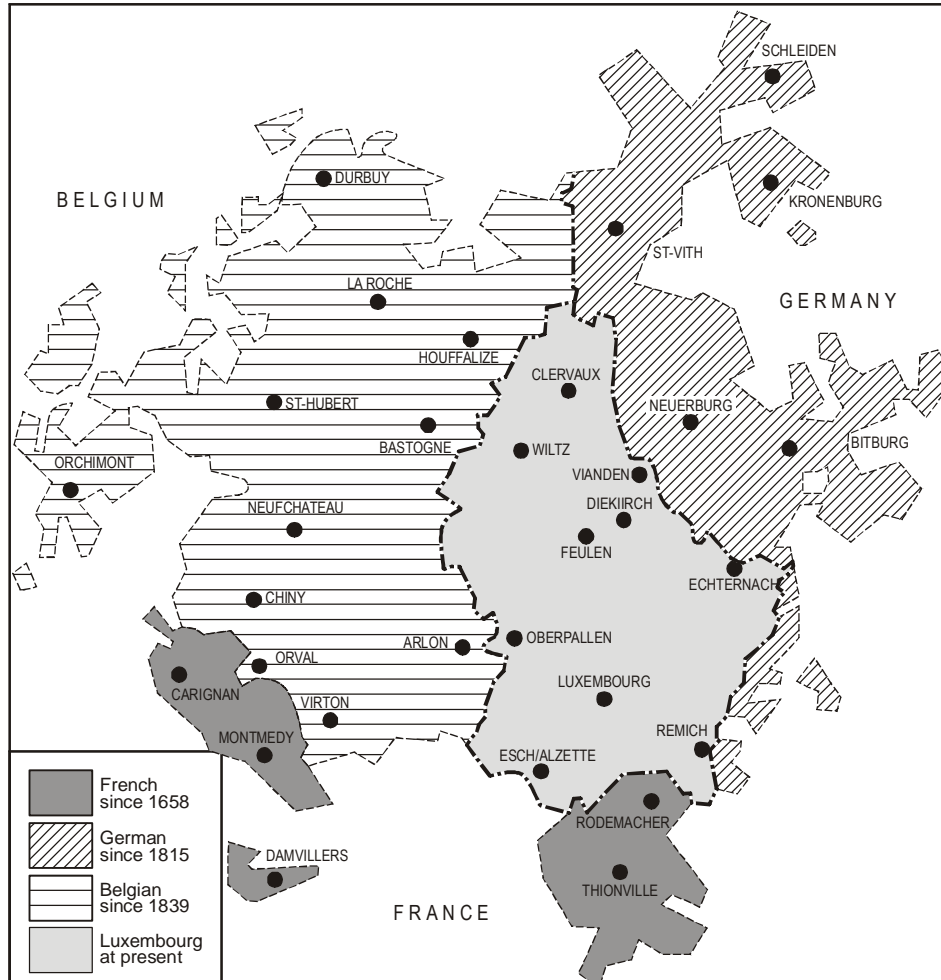 SCHLEIDEN
DURBUY
BELGIUM
KRONENBURG
ST-VITH
LA ROCHE
GERMANY
HOUFFALIZE
CLERVAUX
ST-HUBERT
NEUERBURG
BASTOGNE
WILTZ
BITBURG
ORCHIMONT
VIANDEN
DIEKIRCH
NEUFCHATEAU
FEULEN
ECHTERNACH
CHINY
OBERPALLEN
ARLON
ORVAL
LUXEMBOURG
CARIGNAN
VIRTON
REMICH
MONTMEDY
ESCH/ALZETTE
RODEMACHER
DAMVILLERS
THIONVILLE
FRANCE
French
since 1658
German
since 1815
Belgian
since 1839
Luxembourg
at present